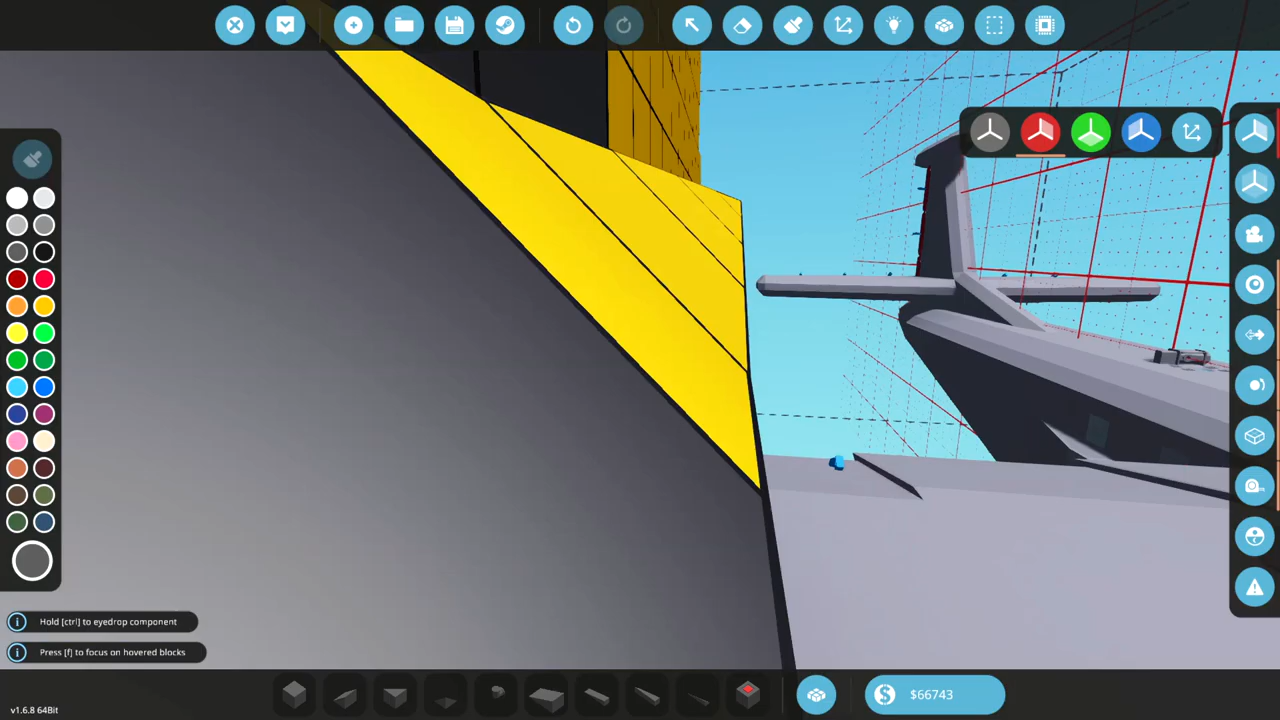 Hold [ctrl] to eyedrop component
Press [f] to focus on hovered blocks
$66743
v1.6.8 64Bit